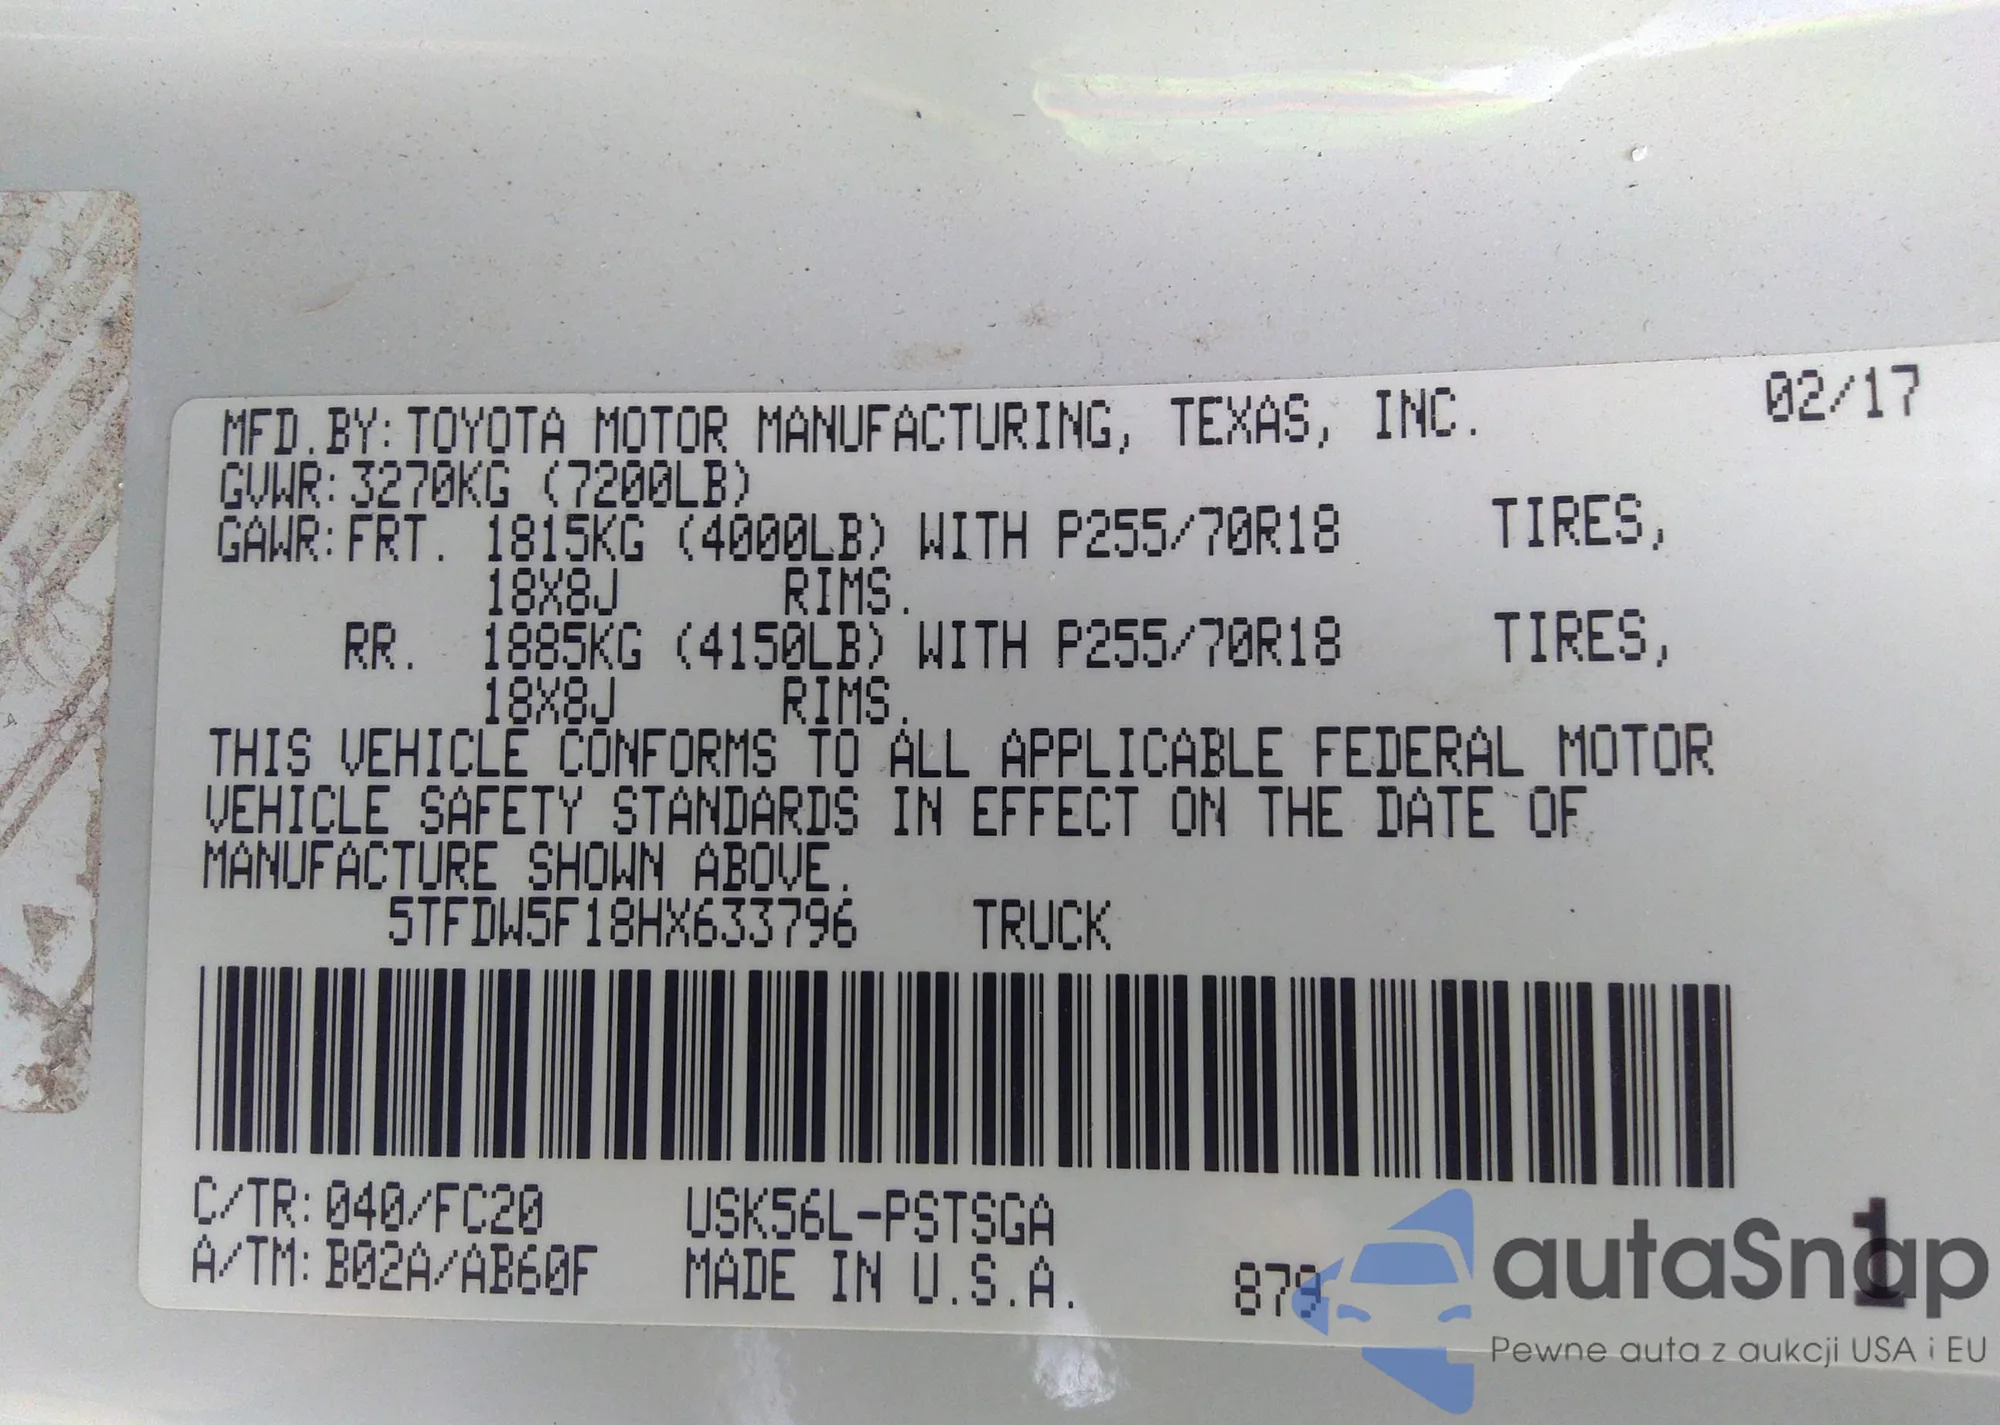 MFD.BY:TOYOTA MOTOR MANUFACTURING, TEXAS, INC. 02/17
GVWR:3270KG (7200LB)
GAWR:FRT. 1815KG (4000LB) WITH P255/70R18 TIRES,
18X8J RIMS.
RR. 1885KG (4150LB) WITH P255/70R18 TIRES,
18X8J RIMS.
THIS VEHICLE CONFORMS TO ALL APPLICABLE FEDERAL MOTOR
VEHICLE SAFETY STANDARDS IN EFFECT ON THE DATE OF
MANUFACTURE SHOWN ABOVE.
5TFDW5F18HX633796 TRUCK
C/TR:040/FC20 USK56L-PSTSGA
A/TM:B02A/AB60F MADE IN U.S.A. 879 1
autaSnap
Pewne auta z aukcji USA i EU